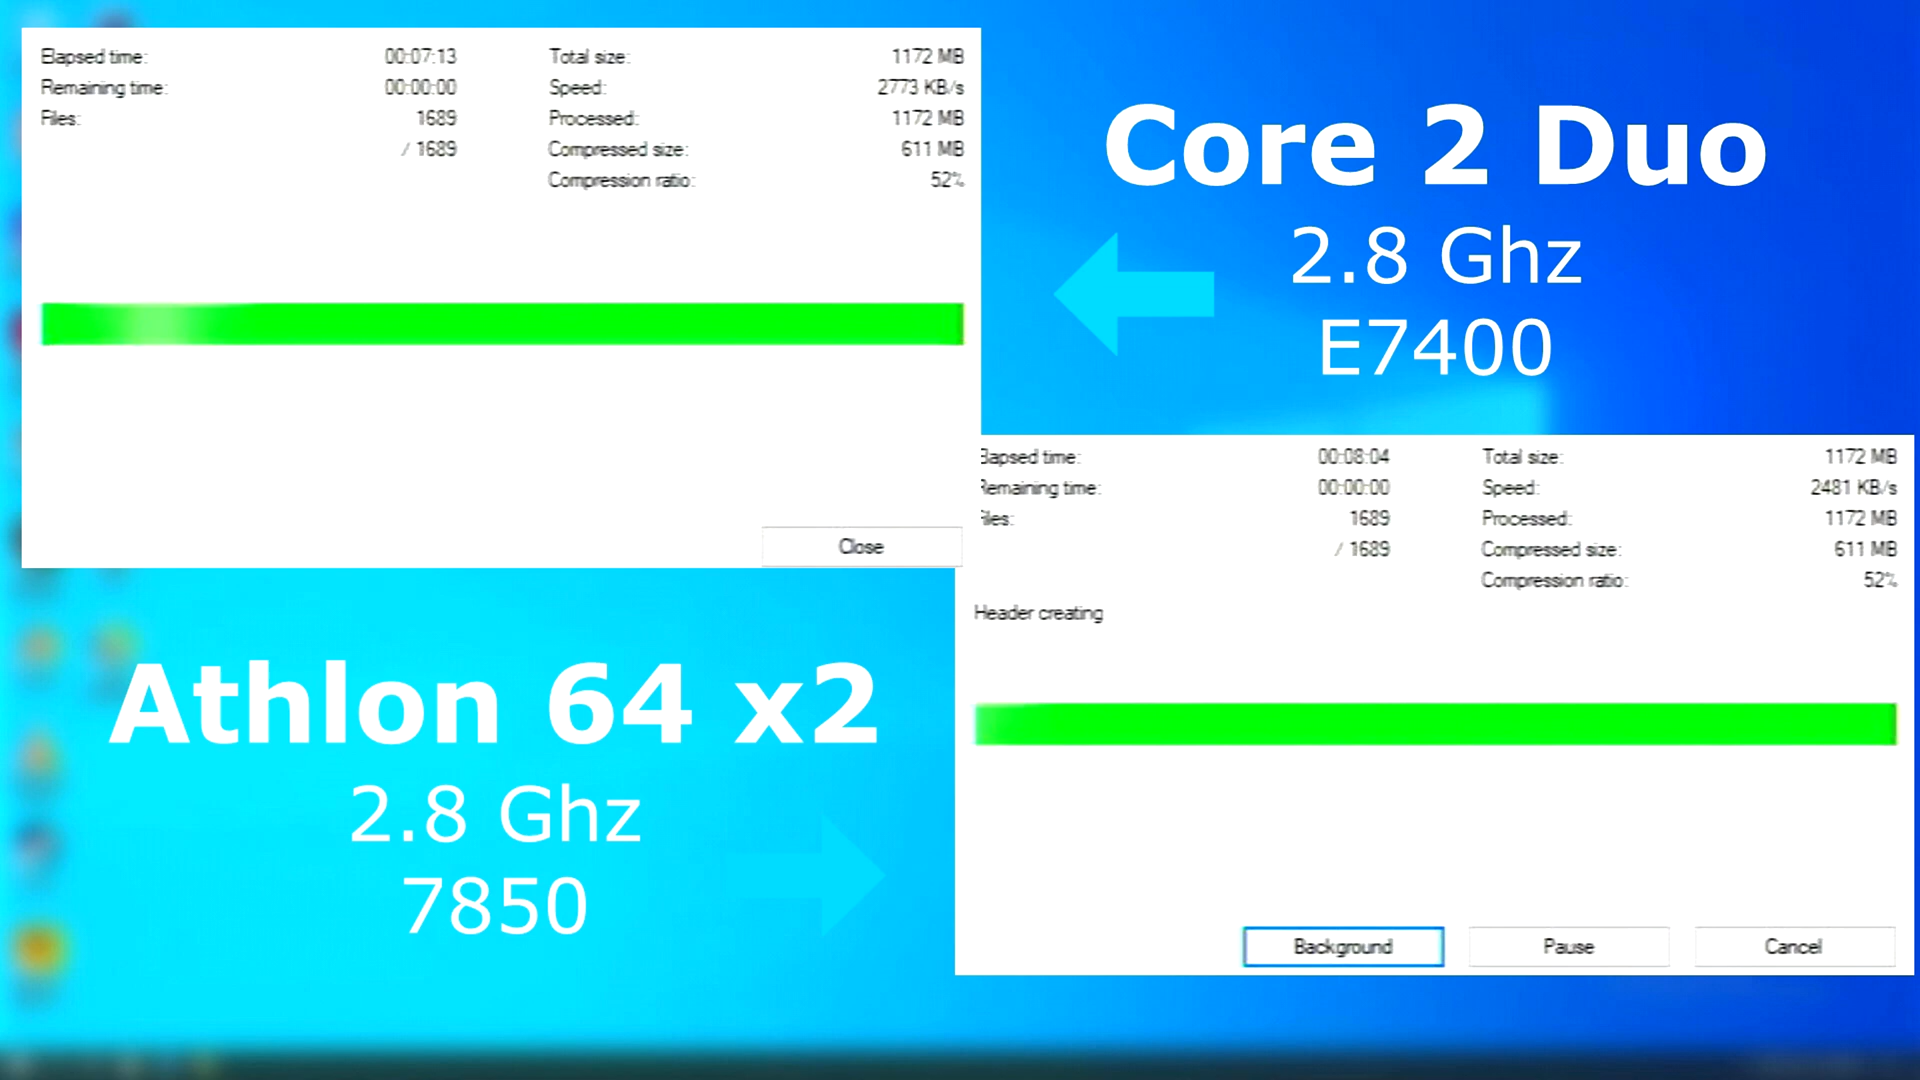 Elapsed time: 00:07:13 Total size: 1172 MB
Remaining time: 00:00:00 Speed: 2773 KB/s
Files: 1689 Processed: 1172 MB
/ 1689 Compressed size: 611 MB
Compression ratio: 52%
Close
Core 2 Duo
2.8 Ghz
E7400
Elapsed time: 00:08:04 Total size: 1172 MB
Remaining time: 00:00:00 Speed: 2481 KB/s
Files: 1689 Processed: 1172 MB
/ 1689 Compressed size: 611 MB
Compression ratio: 52%
Header creating
Background Pause Cancel
Athlon 64 x2
2.8 Ghz
7850